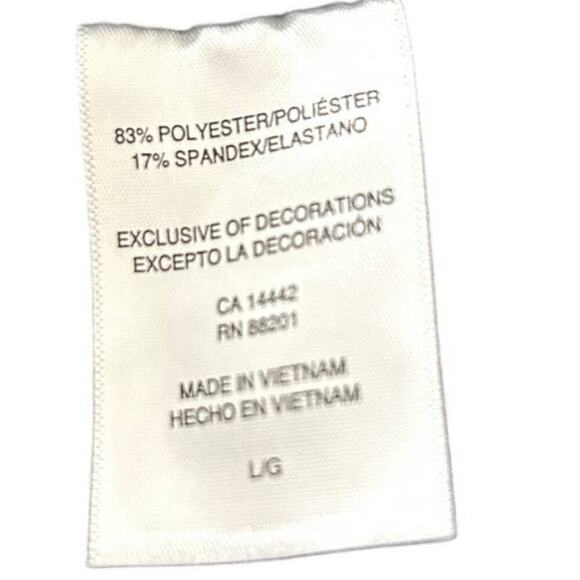 83% POLYESTER/POLIÉSTER
17% SPANDEX/ELASTANO
EXCLUSIVE OF DECORATIONS
EXCEPTO LA DECORACIÓN
CA 14442
RN 88201
MADE IN VIETNAM
HECHO EN VIETNAM
L/G